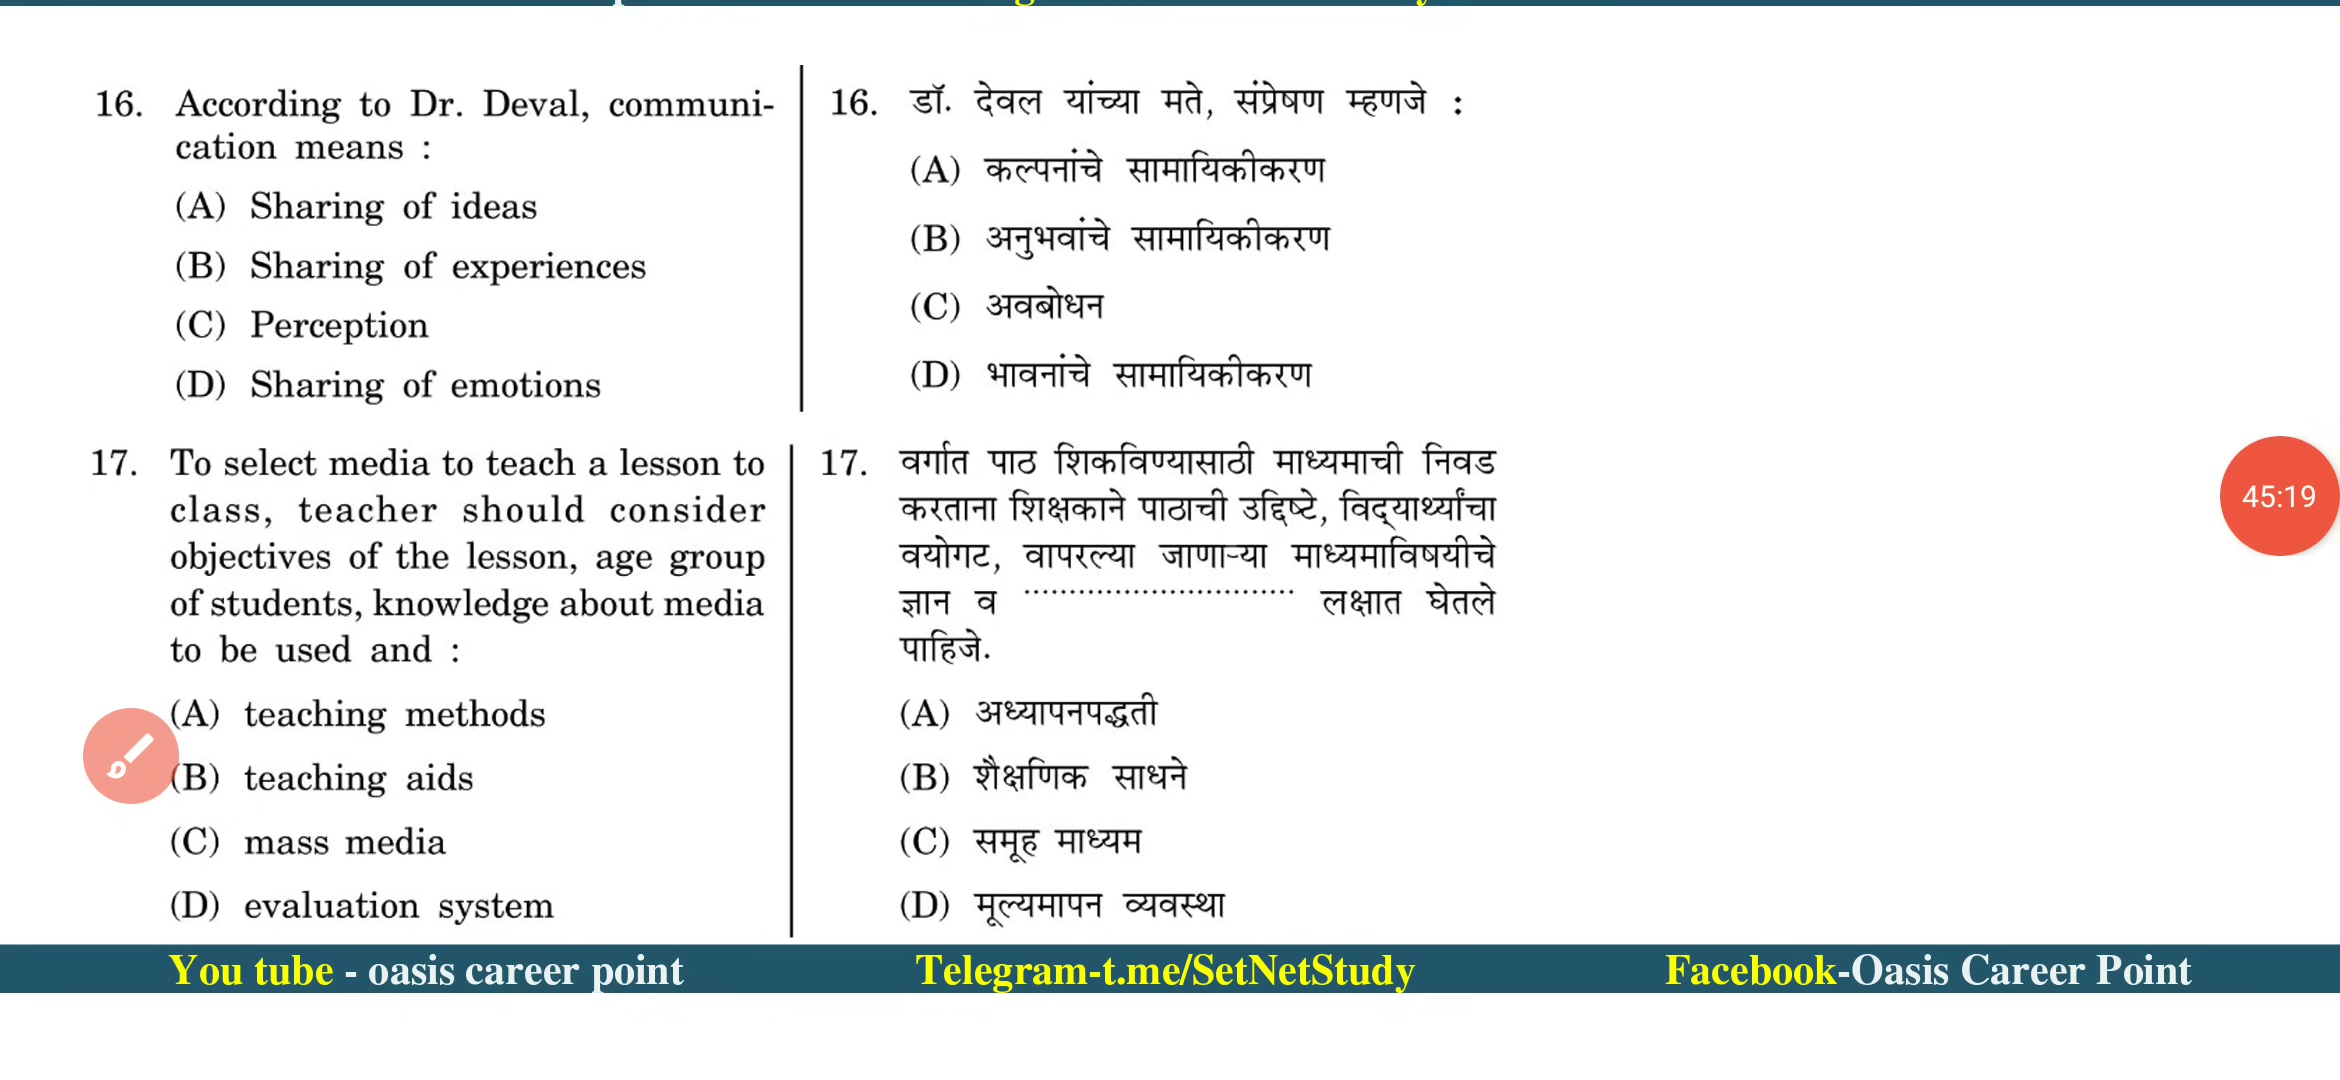 16. According to Dr. Deval, communi-
cation means :
(A) Sharing of ideas
(B) Sharing of experiences
(C) Perception
(D) Sharing of emotions
16. डॉ. देवल यांच्या मते, संप्रेषण म्हणजे :
(A) कल्पनांचे सामायिकीकरण
(B) अनुभवांचे सामायिकीकरण
(C) अवबोधन
(D) भावनांचे सामायिकीकरण
17. To select media to teach a lesson to
class, teacher should consider
objectives of the lesson, age group
of students, knowledge about media
to be used and :
(A) teaching methods
(B) teaching aids
(C) mass media
(D) evaluation system
17. वर्गात पाठ शिकविण्यासाठी माध्यमाची निवड
करताना शिक्षकाने पाठाची उद्दिष्टे, विद्‌यार्थ्यांचा
वयोगट, वापरल्या जाणाऱ्या माध्यमाविषयीचे
ज्ञान व .............................. लक्षात घेतले
पाहिजे.
(A) अध्यापनपद्धती
(B) शैक्षणिक साधने
(C) समूह माध्यम
(D) मूल्यमापन व्यवस्था
45:19
You tube - oasis career point Telegram-t.me/SetNetStudy Facebook-Oasis Career Point